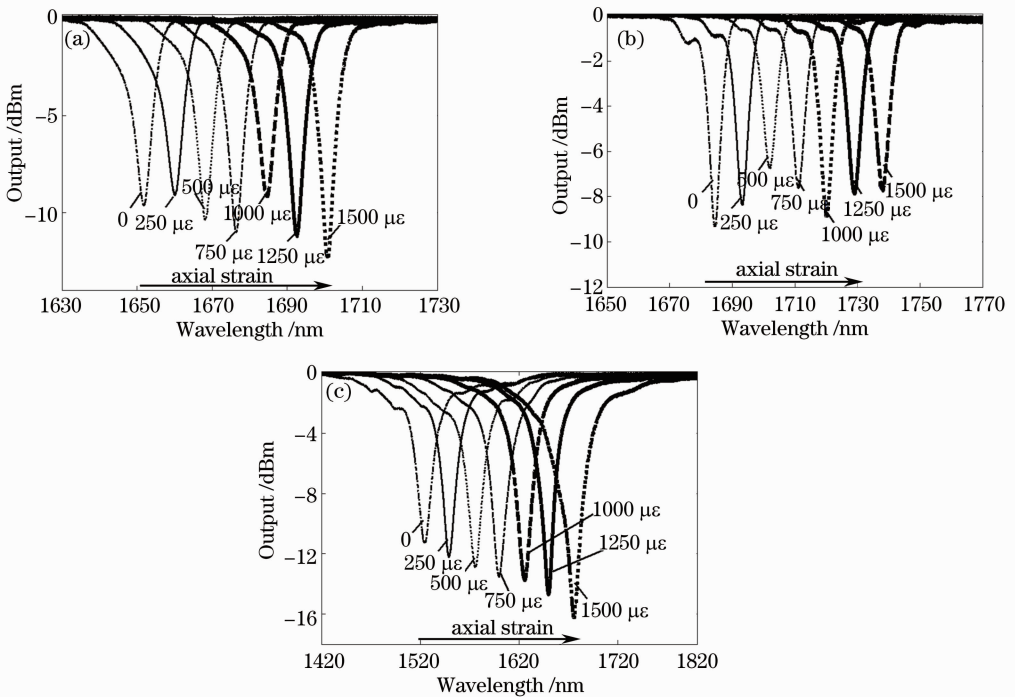 (a)
0
−5
−10
Output /dBm
0
250 με
500 με
750 με
1000 με
1250 με
1500 με
axial strain
1630
1650
1670
1690
1710
1730
Wavelength /nm
(b)
0
−2
−4
−6
−8
−10
−12
Output /dBm
0
250 με
500 με
750 με
1000 με
1250 με
1500 με
axial strain
1650
1670
1690
1711
1730
1750
1770
Wavelength /nm
(c)
0
−4
−8
−12
−16
Output /dBm
0
250 με
500 με
750 με
1000 με
1250 με
1500 με
axial strain
1420
1520
1620
1720
1820
Wavelength /nm